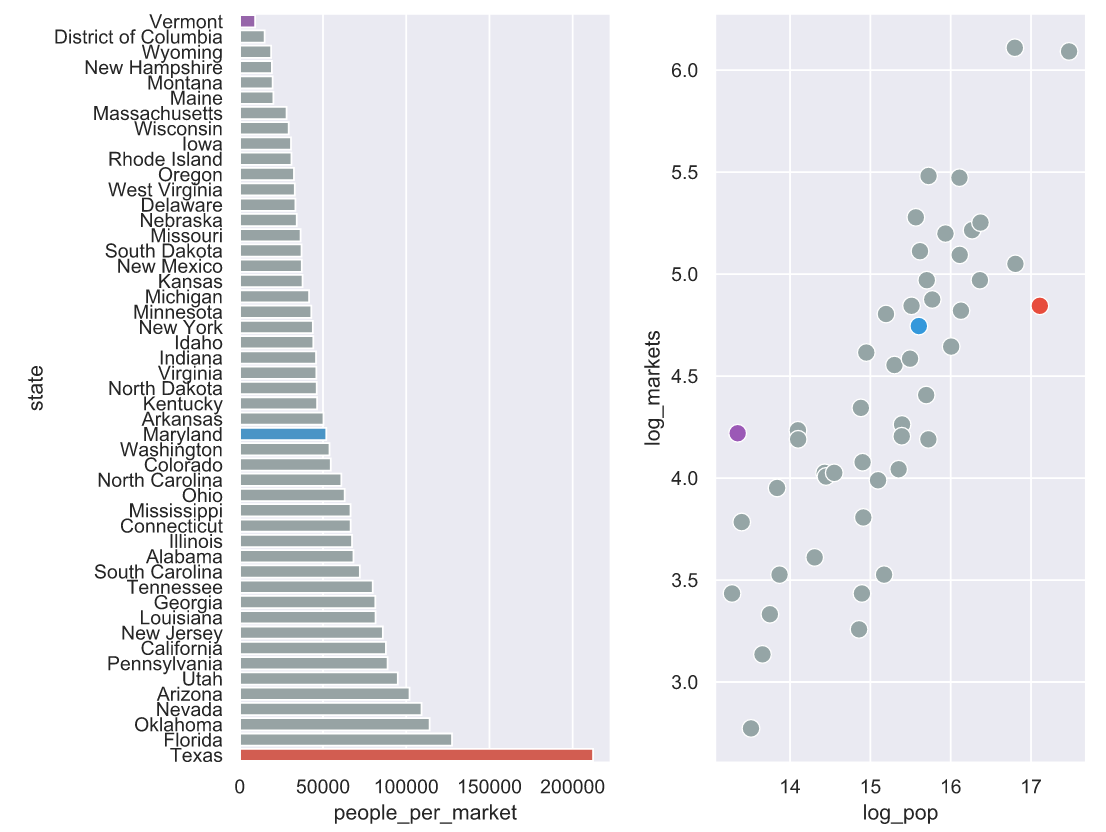 state
Vermont
District of Columbia
Wyoming
New Hampshire
Montana
Maine
Massachusetts
Wisconsin
Iowa
Rhode Island
Oregon
West Virginia
Delaware
Nebraska
Missouri
South Dakota
New Mexico
Kansas
Michigan
Minnesota
New York
Idaho
Indiana
Virginia
North Dakota
Kentucky
Arkansas
Maryland
Washington
Colorado
North Carolina
Ohio
Mississippi
Connecticut
Illinois
Alabama
South Carolina
Tennessee
Georgia
Louisiana
New Jersey
California
Pennsylvania
Utah
Arizona
Nevada
Oklahoma
Florida
Texas
0 50000 100000 150000 200000
people_per_market
log_markets
6.0
5.5
5.0
4.5
4.0
3.5
3.0
14 15 16 17
log_pop